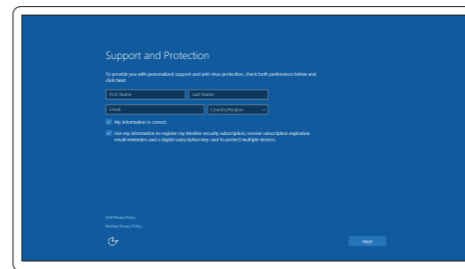 Support and Protection
To provide you with personalized support and anti-virus protection, check both preferences below and
click Next.
First Name
Last Name
Email
Country/Region
My information is correct.
Use my information to register my McAfee security subscription, receive subscription expiration
email reminders and a digital subscription key card to protect multiple devices.
Dell Privacy Policy
McAfee Privacy Policy
Next